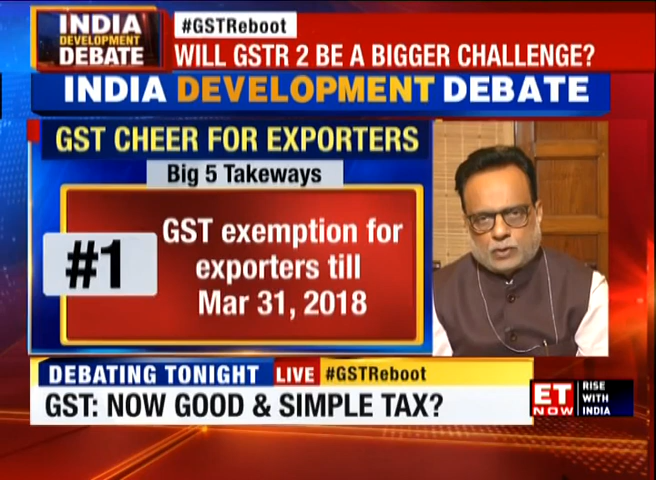 INDIA
DEVELOPMENT
DEBATE
#GSTReboot
WILL GSTR 2 BE A BIGGER CHALLENGE?
INDIA DEVELOPMENT DEBATE
GST CHEER FOR EXPORTERS
Big 5 Takeways
#1
GST exemption for
exporters till
Mar 31, 2018
DEBATING TONIGHT LIVE #GSTReboot
GST: NOW GOOD & SIMPLE TAX?
ET
NOW
RISE
WITH
INDIA